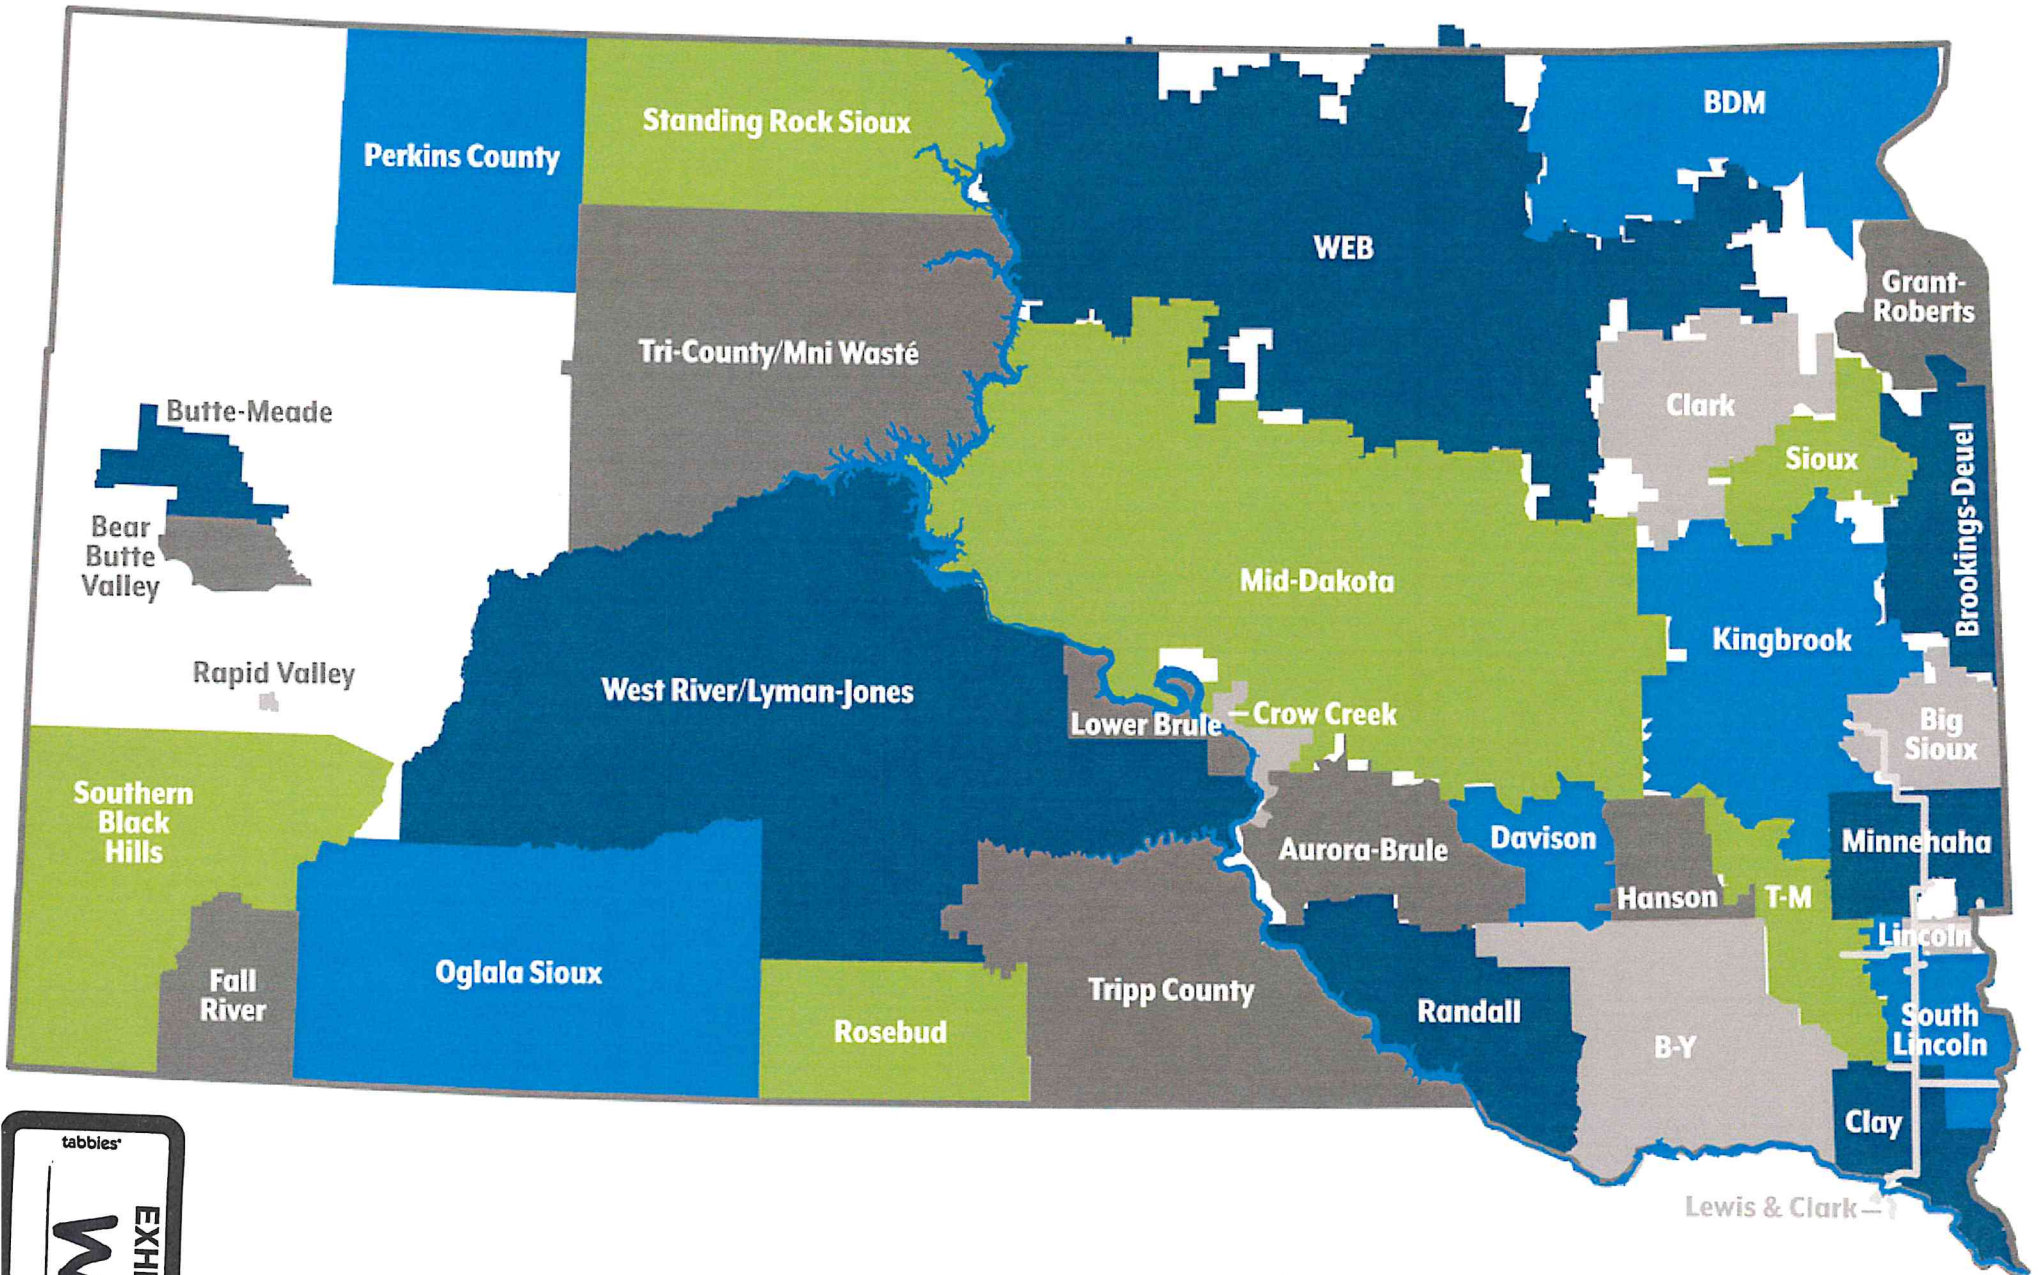 BDM
Standing Rock Sioux
Perkins County
WEB
Grant-
Roberts
Tri-County/Mni Wasté
Butte-Meade
Clark
Sioux
Brookings-Deuel
Bear
Butte
Valley
Mid-Dakota
Kingbrook
Rapid Valley
West River/Lyman-Jones
Lower Brule
Crow Creek
Big
Sioux
Southern
Black
Hills
Minnehaha
Davison
Aurora-Brule
Hanson
T-M
Lincoln
Oglala Sioux
Fall
River
Tripp County
Randall
South
Lincoln
Rosebud
B-Y
Clay
Lewis & Clark
tabbies